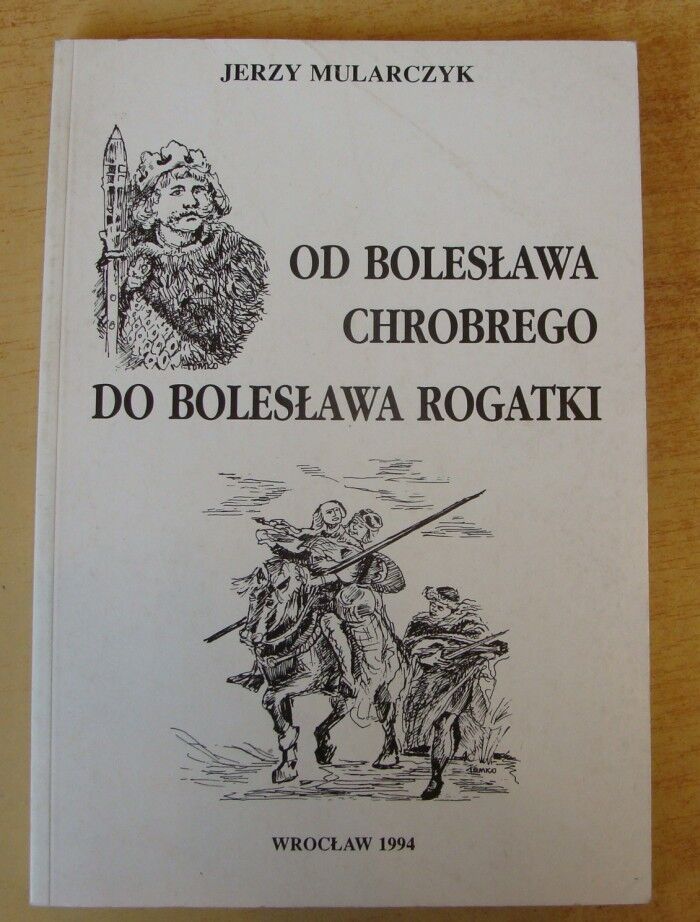 JERZY MULARCZYK
OD BOLESŁAWA
CHROBREGO
DO BOLESŁAWA ROGATKI
WROCŁAW 1994